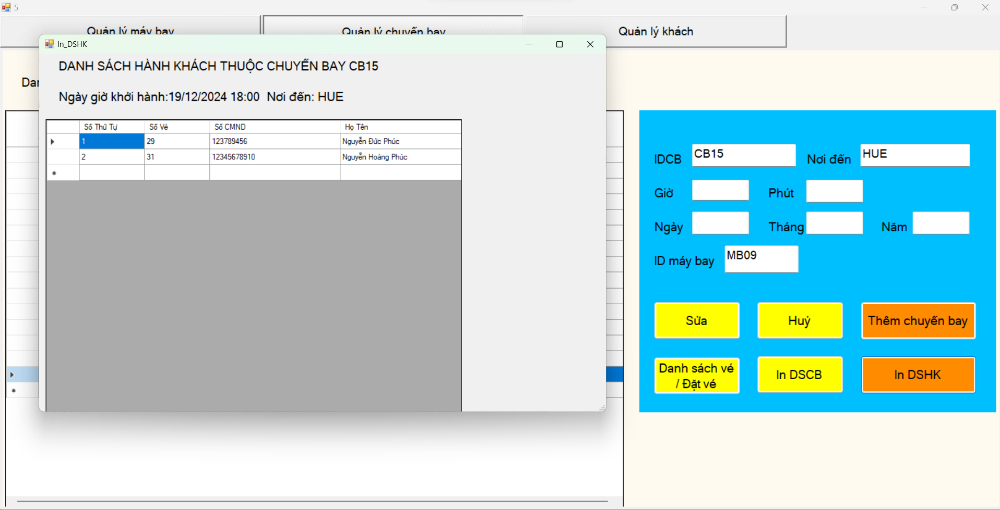 5
Quản lý máy bay
Quản lý chuyến bay
Quản lý khách
In_DSHK
DANH SÁCH HÀNH KHÁCH THUỘC CHUYẾN BAY CB15
Ngày giờ khởi hành:19/12/2024 18:00 Nơi đến: HUE
Số Thứ Tự Số Vé Số CMND Họ Tên
1 29 123789456 Nguyễn Đức Phúc
2 31 12345678910 Nguyễn Hoàng Phúc
IDCB CB15 Nơi đến HUE
Giờ Phút
Ngày Tháng Năm
ID máy bay MB09
Sửa
Huỷ
Thêm chuyến bay
Danh sách vé
/ Đặt vé
In DSCB
In DSHK